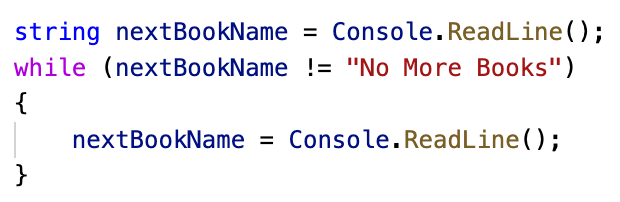 string nextBookName = Console.ReadLine();
while (nextBookName != "No More Books")
{
    nextBookName = Console.ReadLine();
}